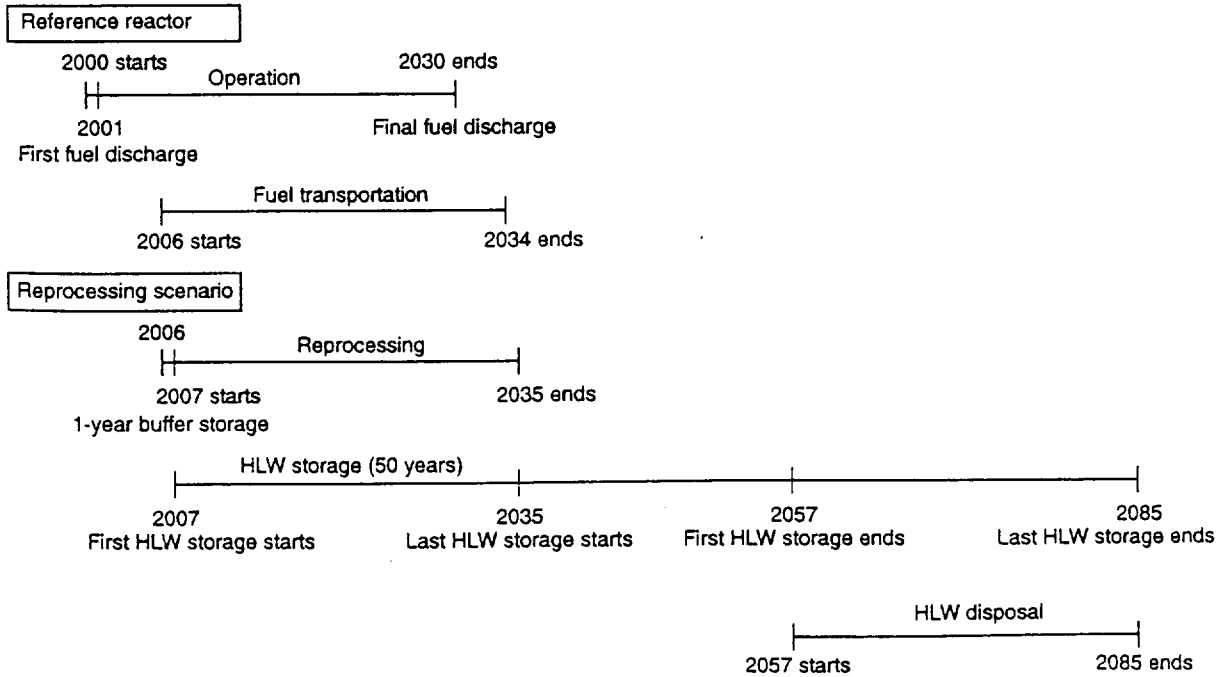 Reference reactor
2000 starts
2030 ends
Operation
2001
Final fuel discharge
First fuel discharge
Fuel transportation
2006 starts
2034 ends
Reprocessing scenario
2006
Reprocessing
2007 starts
2035 ends
1-year buffer storage
HLW storage (50 years)
2007
2035
2057
2085
First HLW storage starts
Last HLW storage starts
First HLW storage ends
Last HLW storage ends
HLW disposal
2057 starts
2085 ends